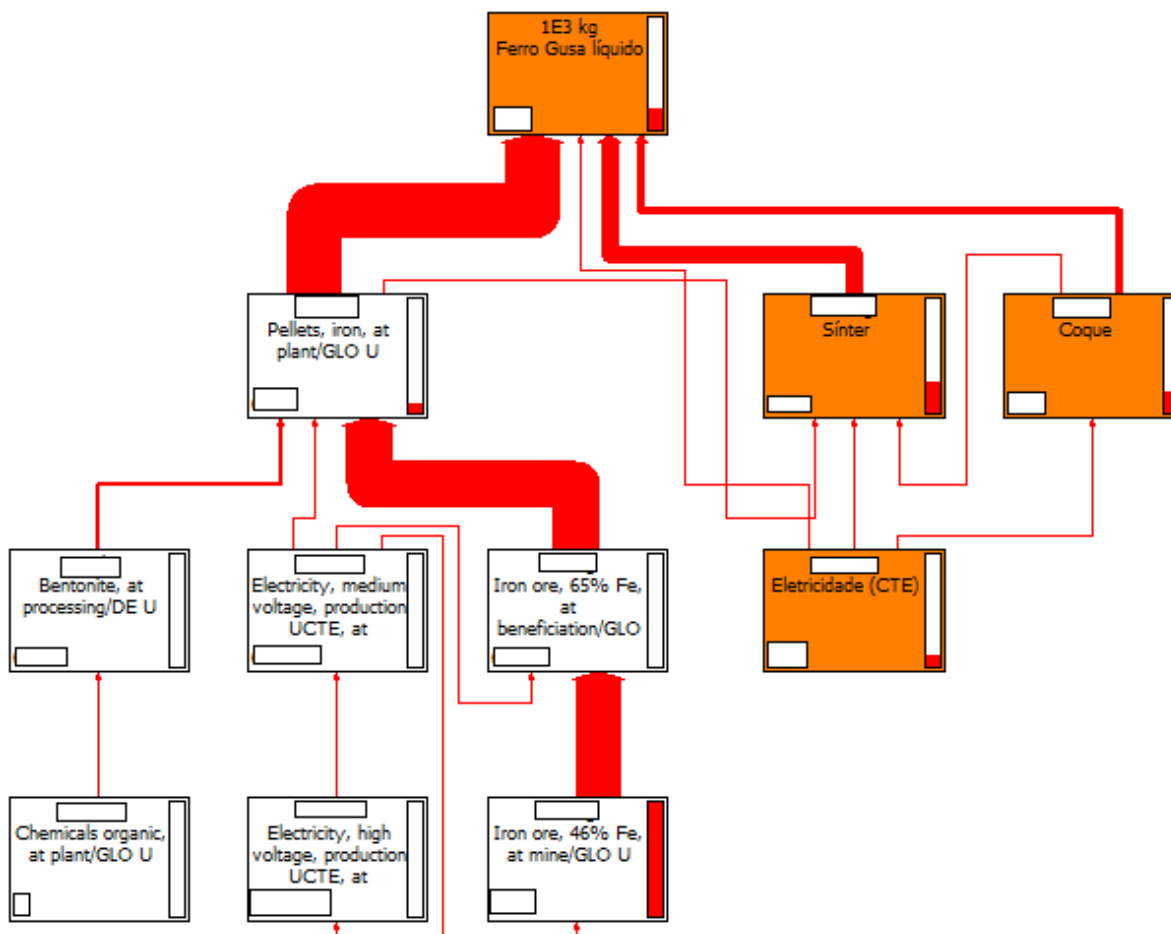 1E3 kg
Ferro Gusa líquido
Pellets, iron, at
plant/GLO U
Sínter
Coque
Bentonite, at
processing/DE U
Electricity, medium
voltage, production
UCTE, at
Iron ore, 65% Fe,
at
beneficiation/GLO
Eletricidade (CTE)
Chemicals organic,
at plant/GLO U
Electricity, high
voltage, production
UCTE, at
Iron ore, 46% Fe,
at mine/GLO U